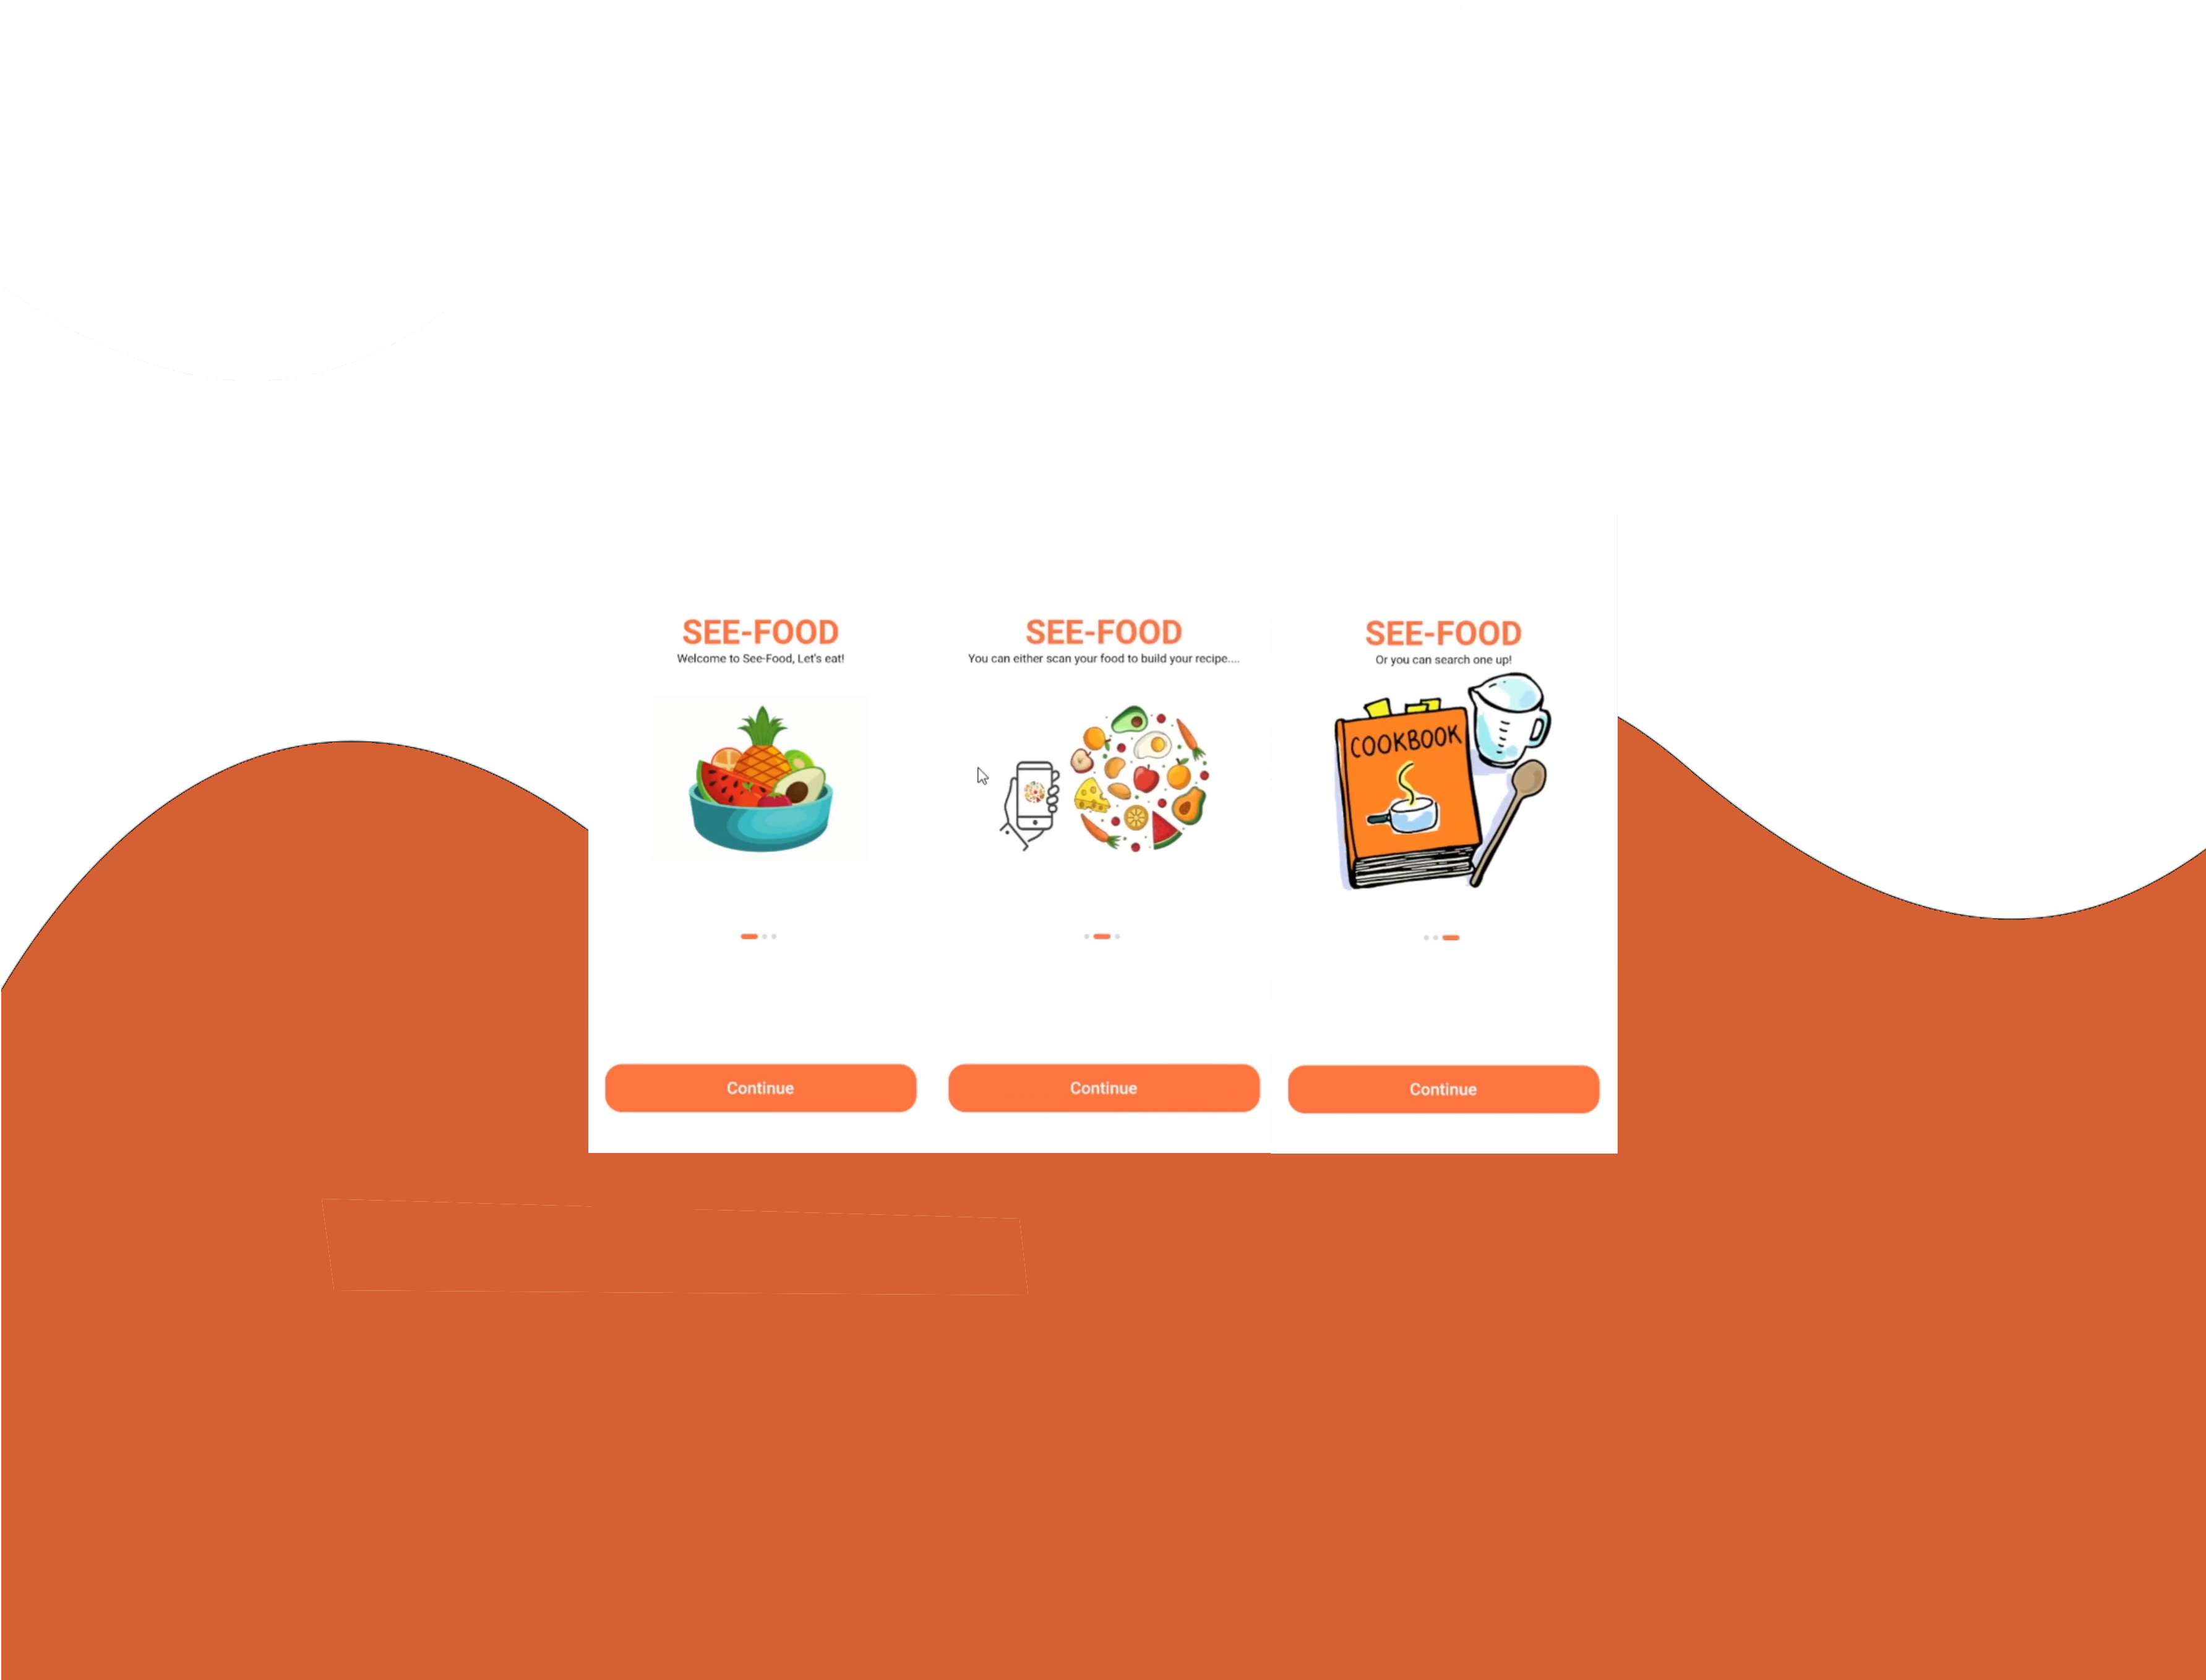 SEE-FOOD
Welcome to See-Food, Let's eat!
Continue
SEE-FOOD
You can either scan your food to build your recipe....
Continue
SEE-FOOD
Or you can search one up!
COOKBOOK
Continue